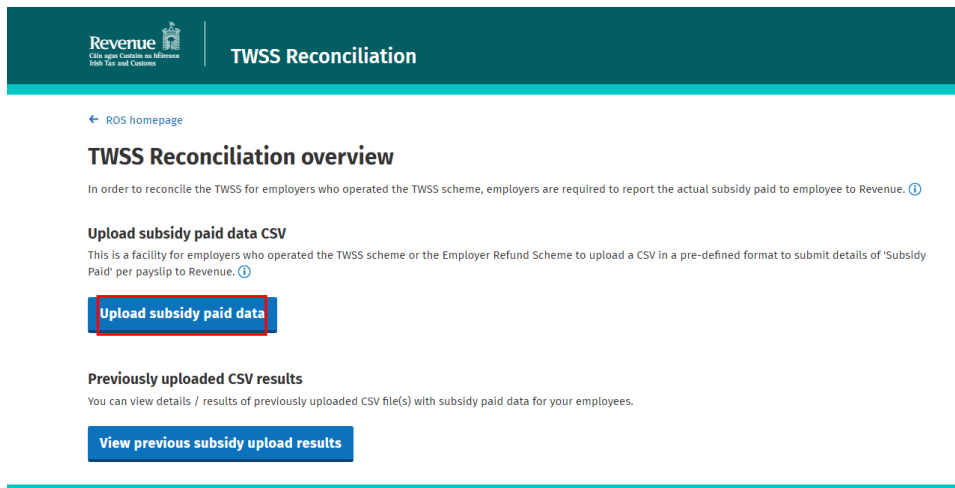 Revenue
Cáin agus Custaim na hÉireann
Irish Tax and Customs
TWSS Reconciliation
ROS homepage
TWSS Reconciliation overview
In order to reconcile the TWSS for employers who operated the TWSS scheme, employers are required to report the actual subsidy paid to employee to Revenue.
Upload subsidy paid data CSV
This is a facility for employers who operated the TWSS scheme or the Employer Refund Scheme to upload a CSV in a pre-defined format to submit details of 'Subsidy
Paid' per payslip to Revenue.
Upload subsidy paid data
Previously uploaded CSV results
You can view details / results of previously uploaded CSV file(s) with subsidy paid data for your employees.
View previous subsidy upload results